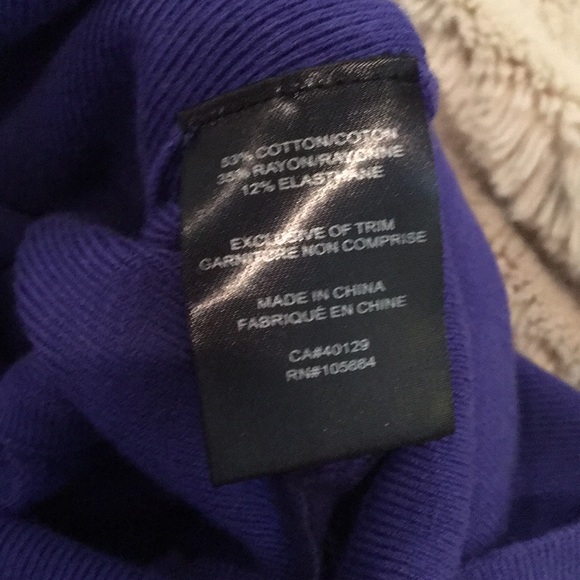 53% COTTON/COTON
35% RAYON/RAYONNE
12% ELASTHANE
EXCLUSIVE OF TRIM
GARNITURE NON COMPRISE
MADE IN CHINA
FABRIQUÉ EN CHINE
CA#40129
RN#105664